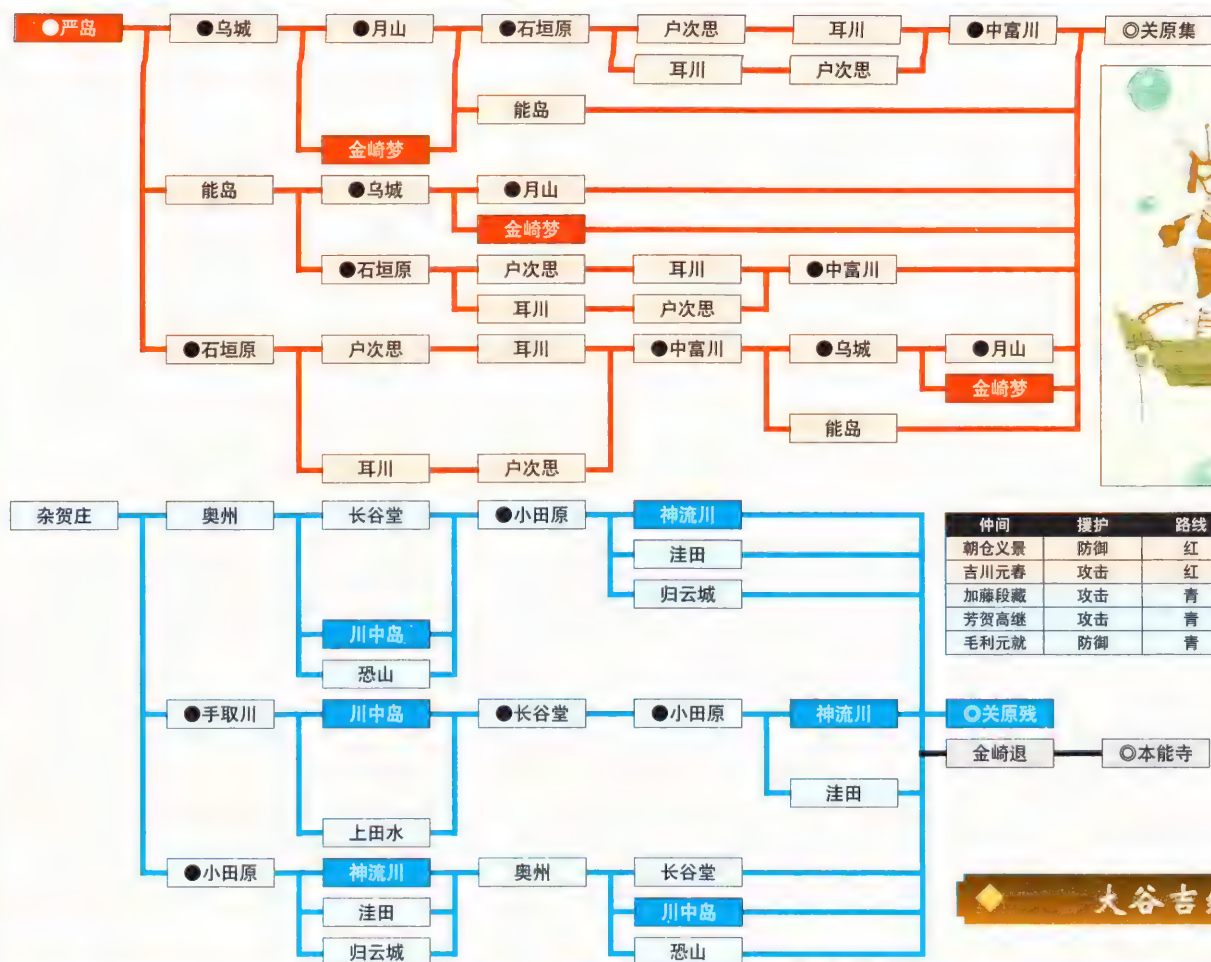 ●严岛 ●乌城 ●月山 ●石垣原 户次思 耳川 ●中富川 ◎关原集
耳川 户次思
能岛
金崎梦
能岛 ●乌城 ●月山
金崎梦
●石垣原 户次思 耳川 ●中富川
耳川 户次思
●石垣原 户次思 耳川 ●中富川 ●乌城 ●月山
金崎梦
能岛
耳川 户次思
杂贺庄 奥州 长谷堂 ●小田原 神流川
洼田
归云城
川中岛
恐山
仲间 援护 路线
朝仓义景 防御 红
吉川元春 攻击 红
加藤段藏 攻击 青
芳贺高继 攻击 青
毛利元就 防御 青
●手取川 川中岛 ●长谷堂 ●小田原 神流川 ◎关原残
金崎退 ◎本能寺
洼田
上田水
●小田原 神流川 奥州 长谷堂
洼田 川中岛
归云城 恐山
大谷吉